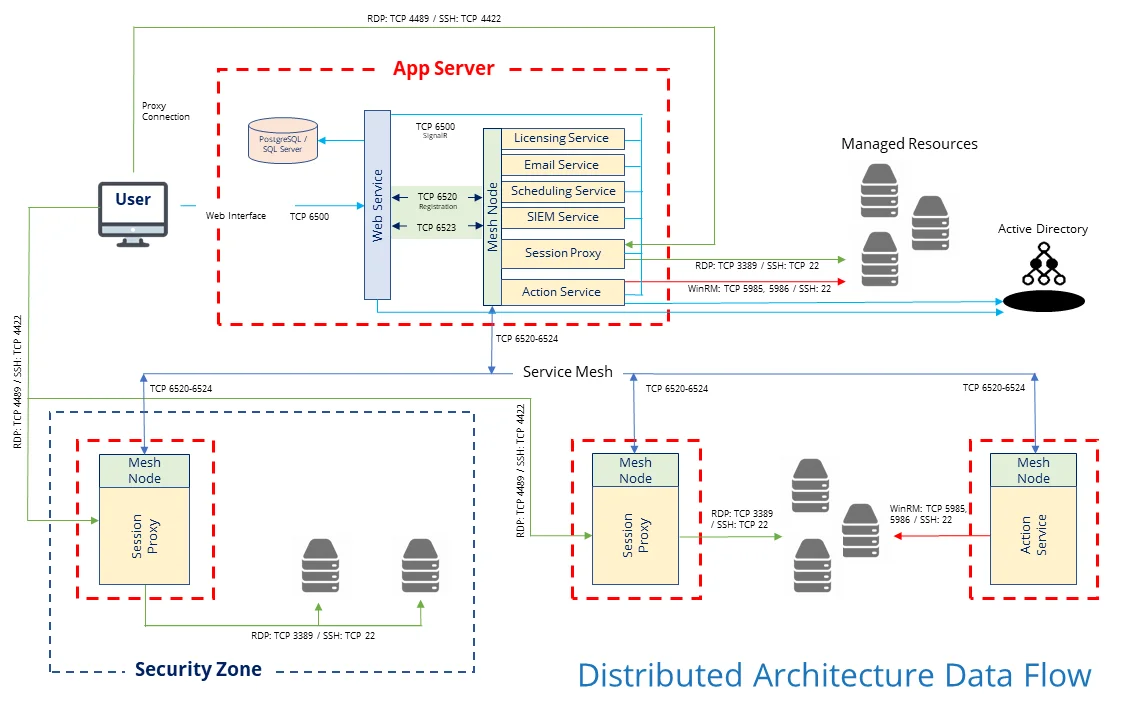 RDP: TCP 4489 / SSH: TCP 4422
App Server
Proxy
Connection
PostgreSQL /
SQL Server
TCP 6500
SignalR
Licensing Service
Email Service
Scheduling Service
SIEM Service
Session Proxy
Action Service
Mesh Node
Web Service
TCP 6520
Registration
TCP 6523
User
Web Interface
TCP 6500
Managed Resources
Active Directory
RDP: TCP 3389 / SSH: TCP 22
WinRM: TCP 5985, 5986 / SSH: 22
TCP 6520-6524
Service Mesh
TCP 6520-6524
TCP 6520-6524
TCP 6520-6524
RDP: TCP 4489 / SSH: TCP 4422
RDP: TCP 4489 / SSH: TCP 4422
Mesh
Node
Session
Proxy
RDP: TCP 3389 / SSH: TCP 22
Security Zone
Mesh
Node
Session
Proxy
RDP: TCP 3389
/ SSH: TCP 22
WinRM: TCP 5985,
5986 / SSH: 22
Mesh
Node
Action
Service
Distributed Architecture Data Flow